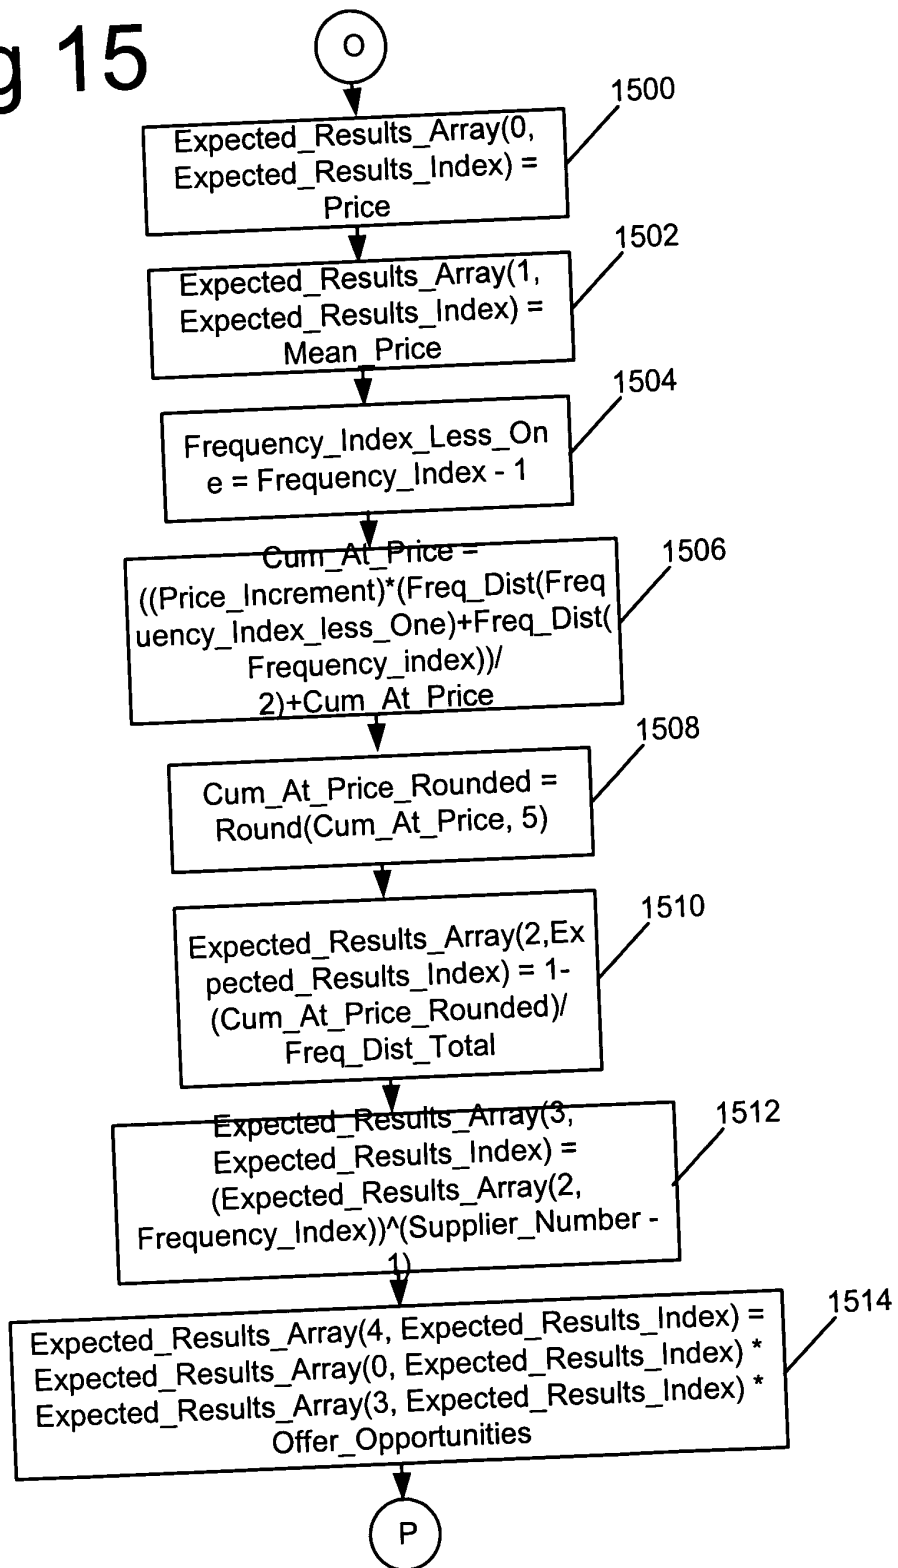 g 15
O
1500
Expected_Results_Array(0,
Expected_Results_Index) =
Price
1502
Expected_Results_Array(1,
Expected_Results_Index) =
Mean_Price
1504
Frequency_Index_Less_On
e = Frequency_Index - 1
1506
Cum_At_Price =
((Price_Increment)*(Freq_Dist(Freq
uency_Index_less_One)+Freq_Dist(
Frequency_index))/
2)+Cum_At_Price
1508
Cum_At_Price_Rounded =
Round(Cum_At_Price, 5)
1510
Expected_Results_Array(2,Ex
pected_Results_Index) = 1-
(Cum_At_Price_Rounded)/
Freq_Dist_Total
1512
Expected_Results_Array(3,
Expected_Results_Index) =
(Expected_Results_Array(2,
Frequency_Index))^(Supplier_Number -
1)
1514
Expected_Results_Array(4, Expected_Results_Index) =
Expected_Results_Array(0, Expected_Results_Index) *
Expected_Results_Array(3, Expected_Results_Index) *
Offer_Opportunities
P